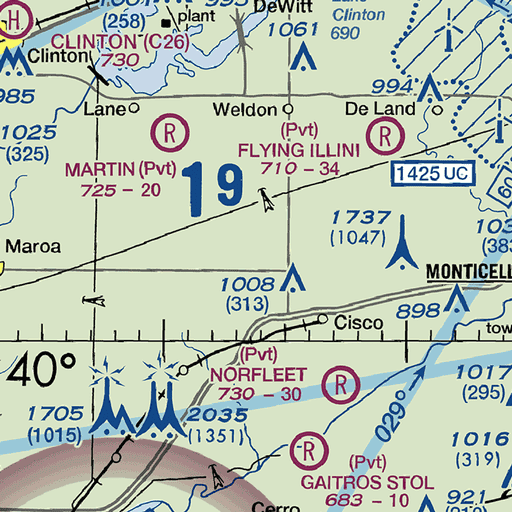 H
(258)
plant
DeWitt
Clinton
Lake
690
1061
CLINTON (C26)
730
Clinton
985
994
Lane
Weldon
De Land
1025
(325)
R
(Pvt)
FLYING ILLINI
710 - 34
R
MARTIN (Pvt)
725 - 20
19
1425 UC
1737
(1047)
Maroa
1008
(313)
MONTICELL
898
Cisco
tow
40°
(Pvt)
NORFLEET
730 - 30
R
1017
(295)
1705
(1015)
2035
(1351)
029°
R
1016
(319)
(Pvt)
GAITROS STOL
683 - 10
921
Cerro